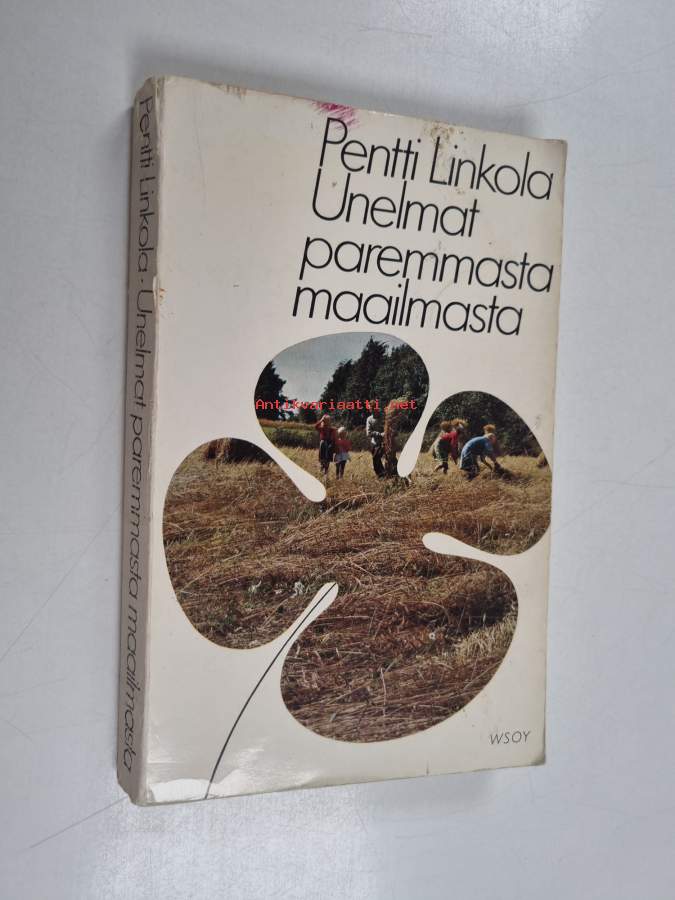 Pentti Linkola
Unelmat
paremmasta
maailmasta
Antikvariaatti.net
WSOY
Pentti Linkola · Unelmat paremmasta maailmasta